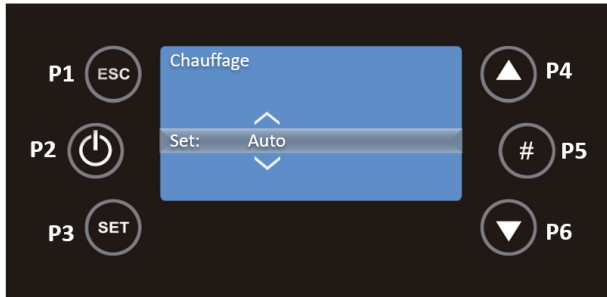 P1 ESC
P2
P3 SET
Chauffage
Set: Auto
P4
# P5
P6